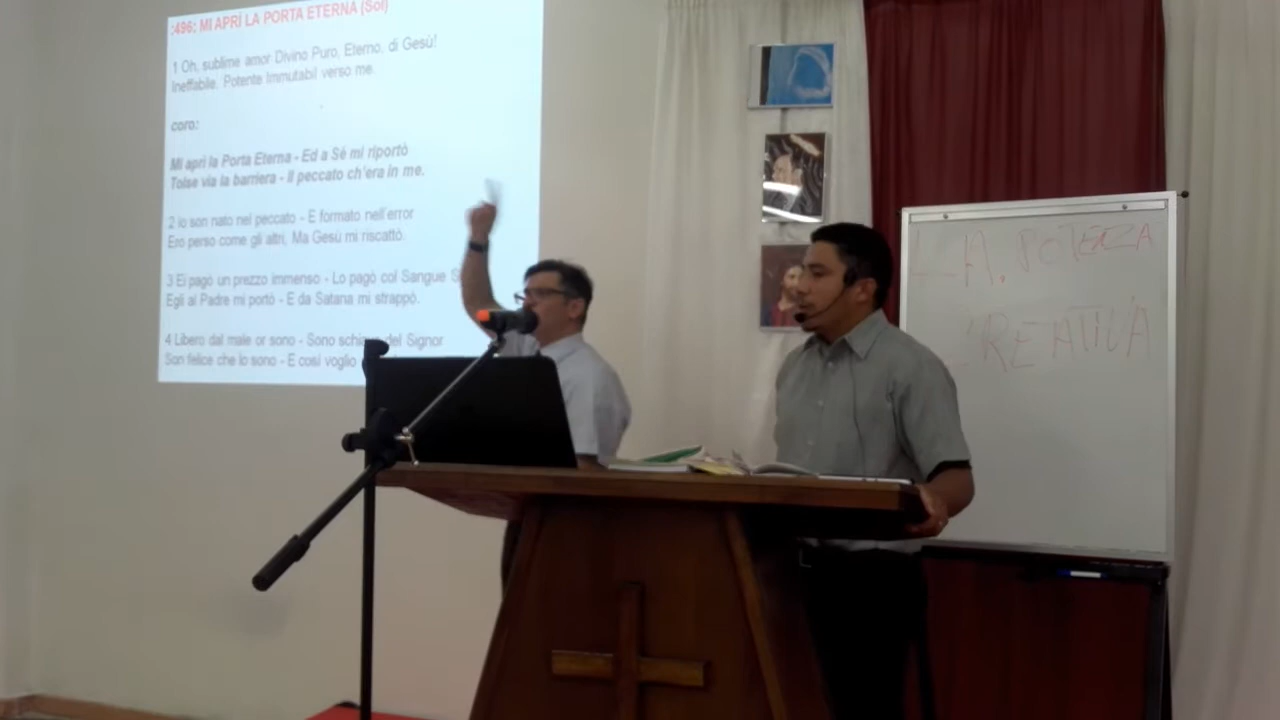 :496: MI APRÌ LA PORTA ETERNA (Sol)
1 Oh, sublime amor Divino Puro, Eterno, di Gesù!
Ineffabile, Potente Immutabil verso me.
coro:
Mi aprì la Porta Eterna - Ed a Sé mi riportò
Tolse via la barriera - Il peccato ch'era in me.
2 Io son nato nel peccato - E formato nell'error
Ero perso come gli altri, Ma Gesù mi riscattò.
3 Ei pagò un prezzo immenso - Lo pagò col Sangue S
Egli al Padre mi portò - E da Satana mi strappò.
4 Libero dal male or sono - Sono schia del Signor
Son felice che lo sono - E così voglio
LA POTENZA
CREATIVA